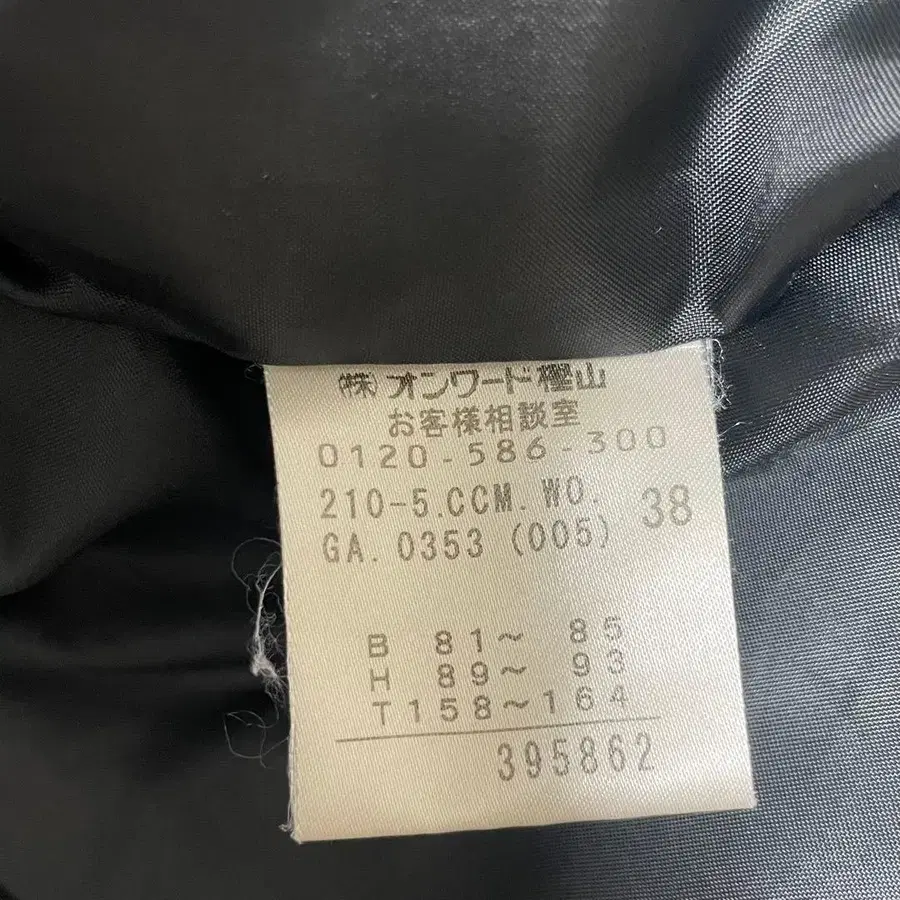 (株)オンワード樫山
お客様相談室
0120-586-300
210-5.CCM.WO. 38
GA.0353 (005)
B 81~ 85
H 89~ 93
T158~164
395862